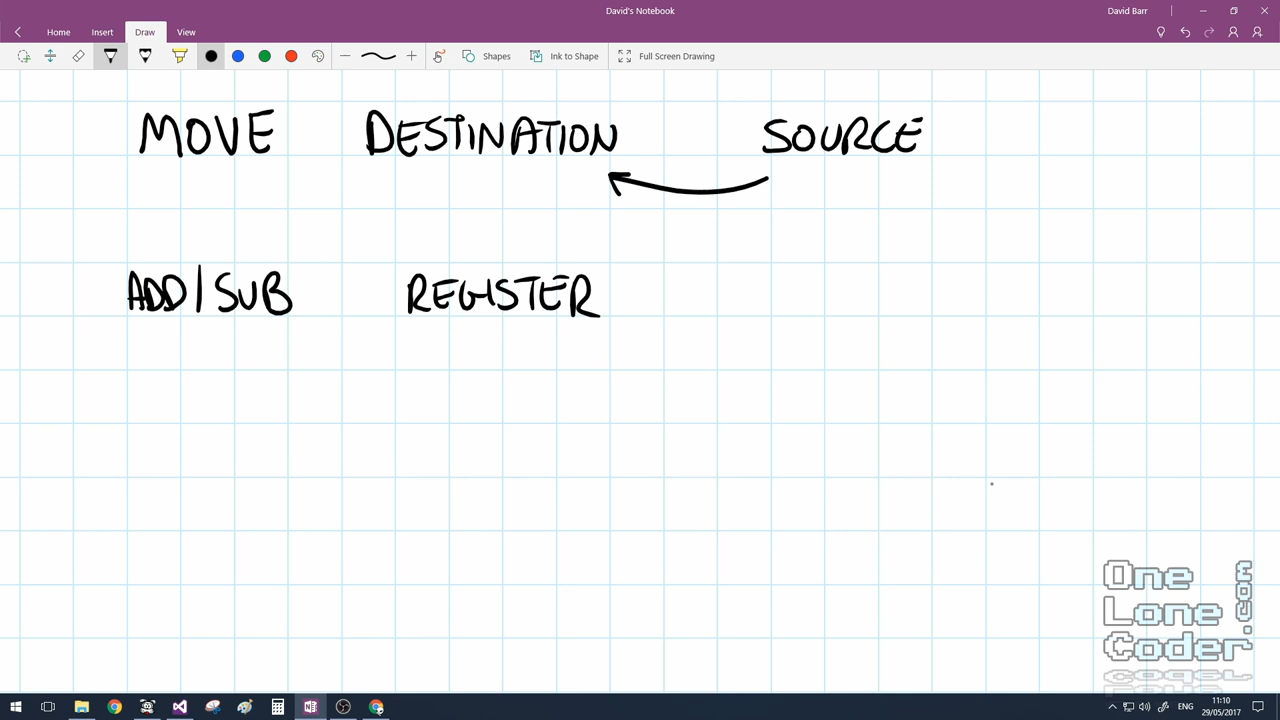 David's Notebook
David Barr
Home Insert Draw View
Shapes Ink to Shape Full Screen Drawing
MOVE DESTINATION SOURCE
ADD/SUB REGISTER
One
Lone
Coder
.com
ENG
11:10
29/05/2017